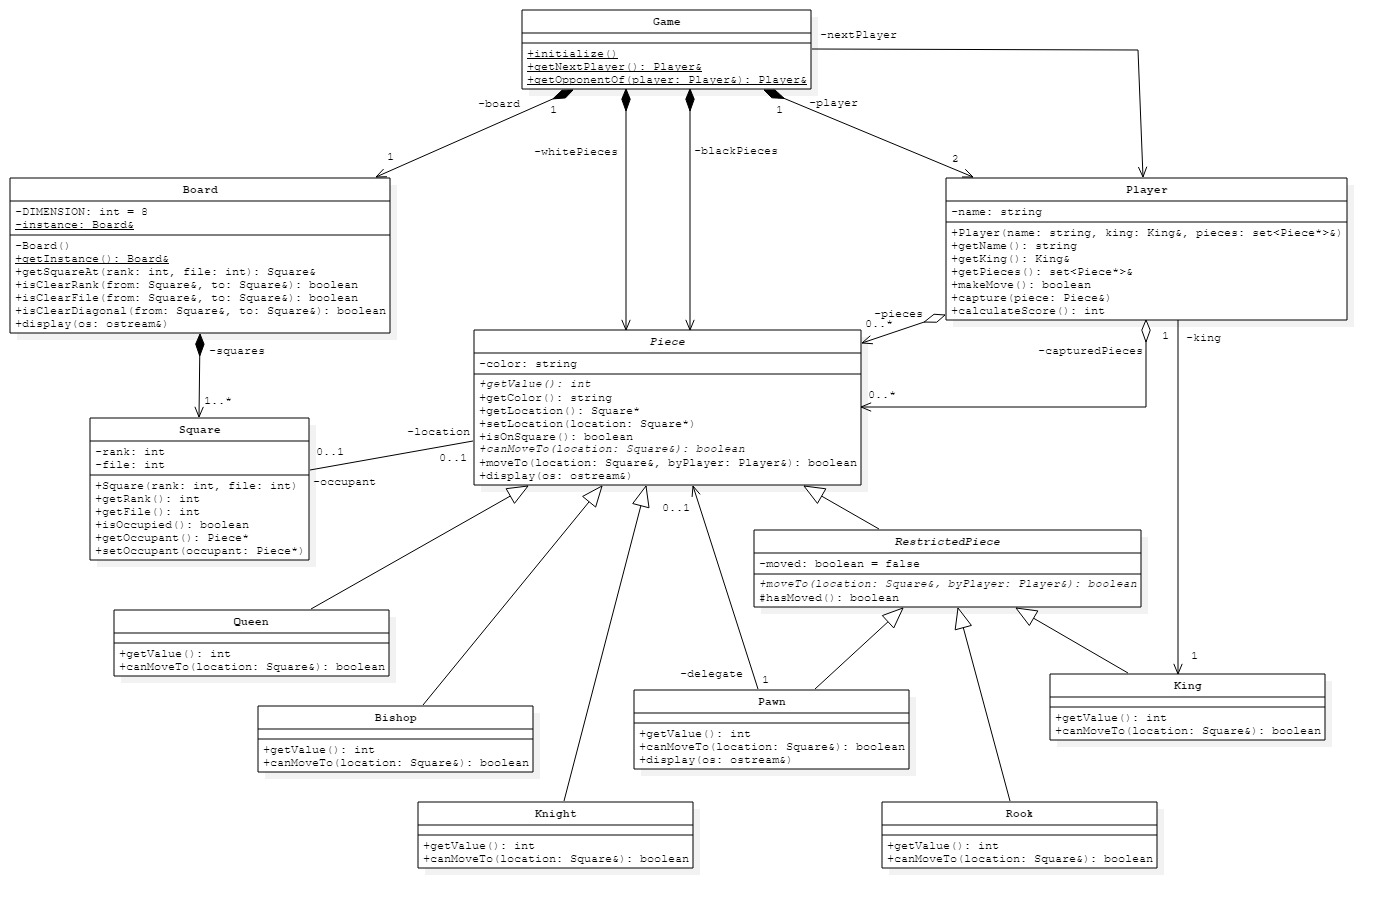 Game
+initialize()
+getNextPlayer(): Player&
+getOpponentOf(player: Player&): Player&
-nextPlayer
-board
1
1
-whitePieces
-blackPieces
1
-player
2
Board
-DIMENSION: int = 8
-instance: Board&
-Board()
+getInstance(): Board&
+getSquareAt(rank: int, file: int): Square&
+isClearRank(from: Square&, to: Square&): boolean
+isClearFile(from: Square&, to: Square&): boolean
+isClearDiagonal(from: Square&, to: Square&): boolean
+display(os: ostream&)
Player
-name: string
+Player(name: string, king: King&, pieces: set<Piece*>&)
+getName(): string
+getKing(): King&
+getPieces(): set<Piece*>&
+makeMove(): boolean
+capture(piece: Piece&)
+calculateScore(): int
-pieces
0..*
-capturedPieces
0..*
1
-king
1
-squares
1..*
Piece
-color: string
+getValue(): int
+getColor(): string
+getLocation(): Square*
+setLocation(location: Square*)
+isOnSquare(): boolean
+canMoveTo(location: Square&): boolean
+moveTo(location: Square&, byPlayer: Player&): boolean
+display(os: ostream&)
Square
-rank: int
-file: int
+Square(rank: int, file: int)
+getRank(): int
+getFile(): int
+isOccupied(): boolean
+getOccupant(): Piece*
+setOccupant(occupant: Piece*)
-location
0..1
0..1
-occupant
0..1
-delegate
1
RestrictedPiece
-moved: boolean = false
+moveTo(location: Square&, byPlayer: Player&): boolean
#hasMoved(): boolean
Queen
+getValue(): int
+canMoveTo(location: Square&): boolean
Bishop
+getValue(): int
+canMoveTo(location: Square&): boolean
Pawn
+getValue(): int
+canMoveTo(location: Square&): boolean
+display(os: ostream&)
King
+getValue(): int
+canMoveTo(location: Square&): boolean
Knight
+getValue(): int
+canMoveTo(location: Square&): boolean
Rook
+getValue(): int
+canMoveTo(location: Square&): boolean